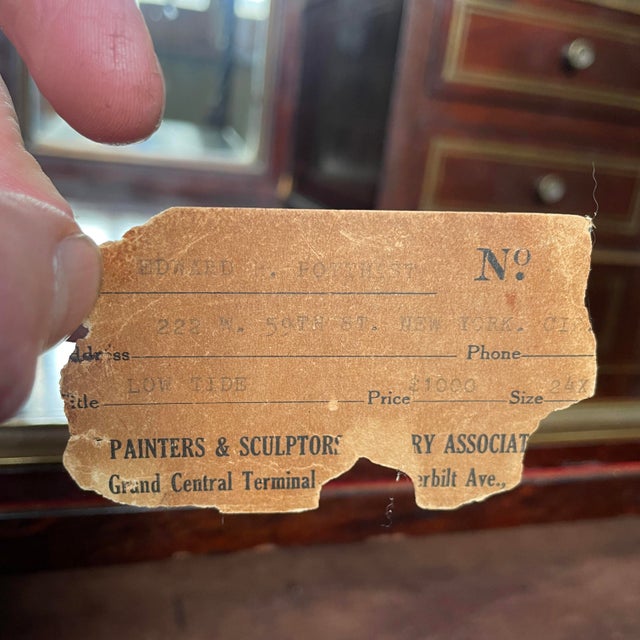 EDWARD H. POTTHAST Nº
222 W. 59TH ST. NEW YORK. CI
ddress Phone
LOW TIDE $1000 24X
itle Price Size
PAINTERS & SCULPTORS RY ASSOCIAT
Grand Central Terminal erbilt Ave.,